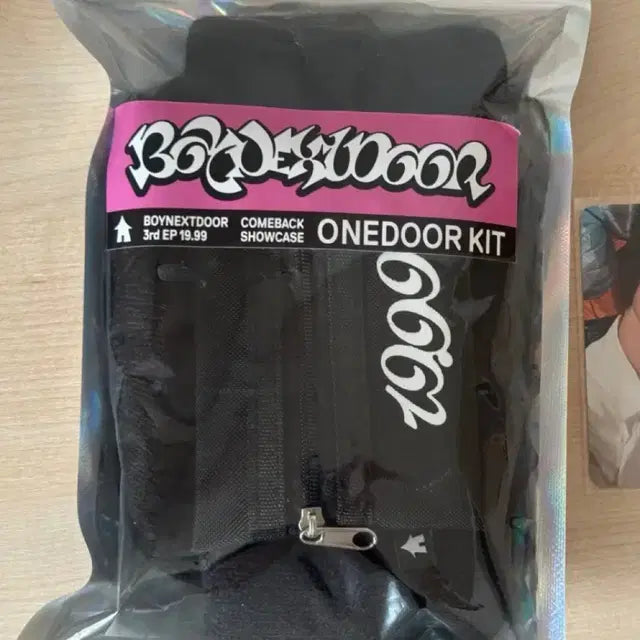 BOYNEXTDOOR
BOYNEXTDOOR COMEBACK ONEDOOR KIT
3rd EP 19.99 SHOWCASE
19.99